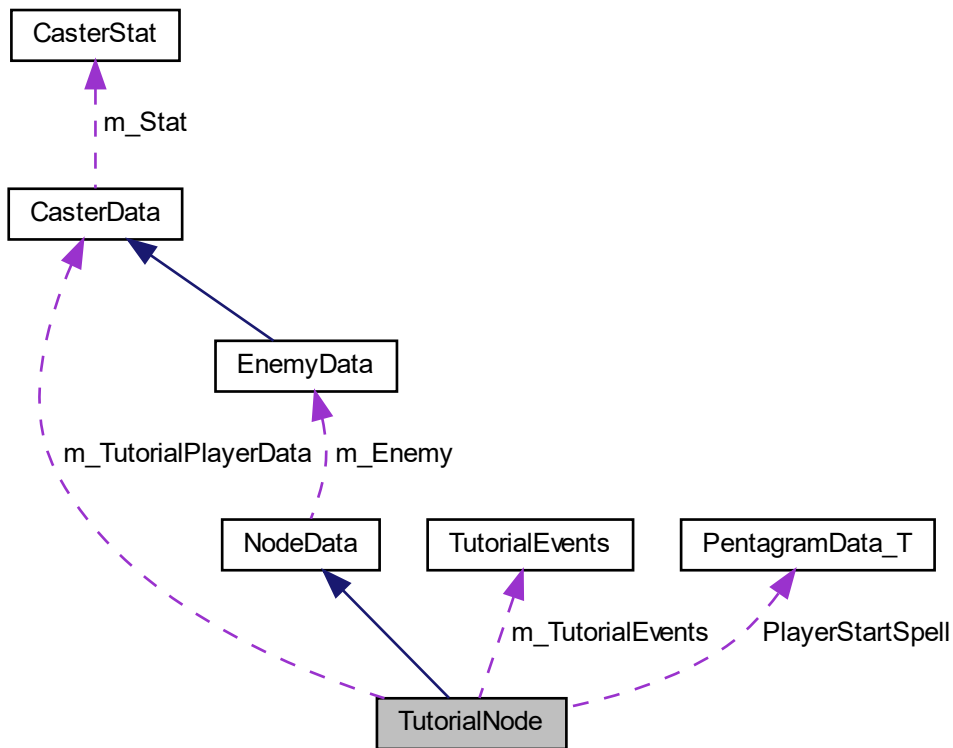 CasterStat
m_Stat
CasterData
EnemyData
m_TutorialPlayerData
m_Enemy
NodeData
TutorialEvents
PentagramData_T
m_TutorialEvents
PlayerStartSpell
TutorialNode